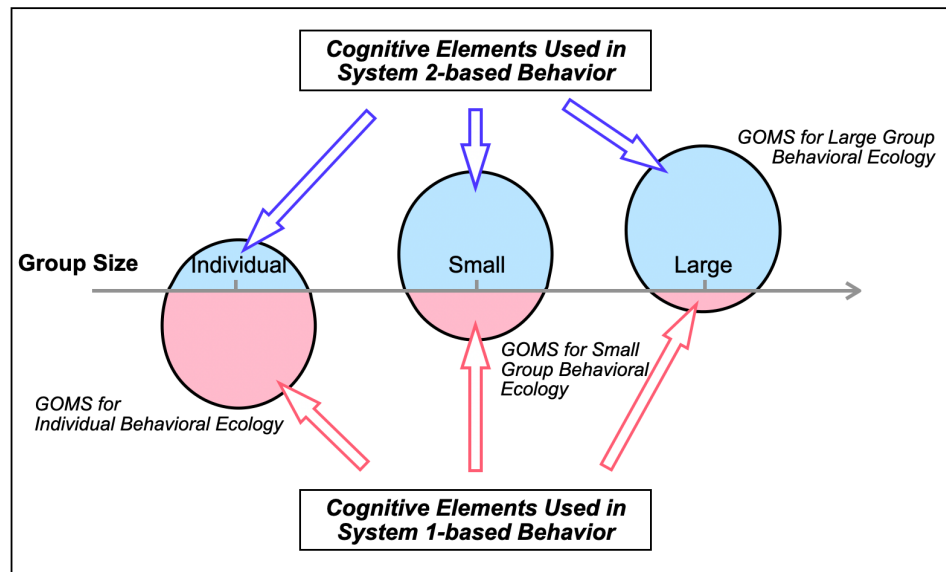 Cognitive Elements Used in
System 2-based Behavior
GOMS for Large Group
Behavioral Ecology
Group Size
Individual
Small
Large
GOMS for Small
Group Behavioral
Ecology
GOMS for
Individual Behavioral Ecology
Cognitive Elements Used in
System 1-based Behavior